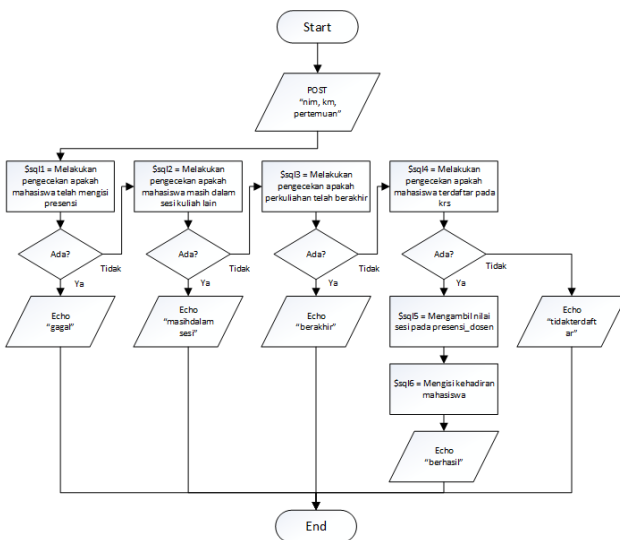 Start
POST
"nim, km,
pertemuan"
$sql1 = Melakukan
pengecekan apakah
mahasiswa telah mengisi
presensi
$sql2 = Melakukan
pengecekan apakah
mahasiswa masih dalam
sesi kuliah lain
$sql3 = Melakukan
pengecekan apakah
perkuliahan telah berakhir
$sql4 = Melakukan
pengecekan apakah
mahasiswa terdaftar pada
krs
Ada?
Tidak
Ya
Ada?
Tidak
Ya
Ada?
Tidak
Ya
Ada?
Tidak
Ya
Echo
"gagal"
Echo
"masihdalam
sesi"
Echo
"berakhir"
$sql5 = Mengambil nilai
sesi pada presensi_dosen
Echo
"tidakterdaft
ar"
$sql6 = Mengisi kehadiran
mahasiswa
Echo
"berhasil"
End